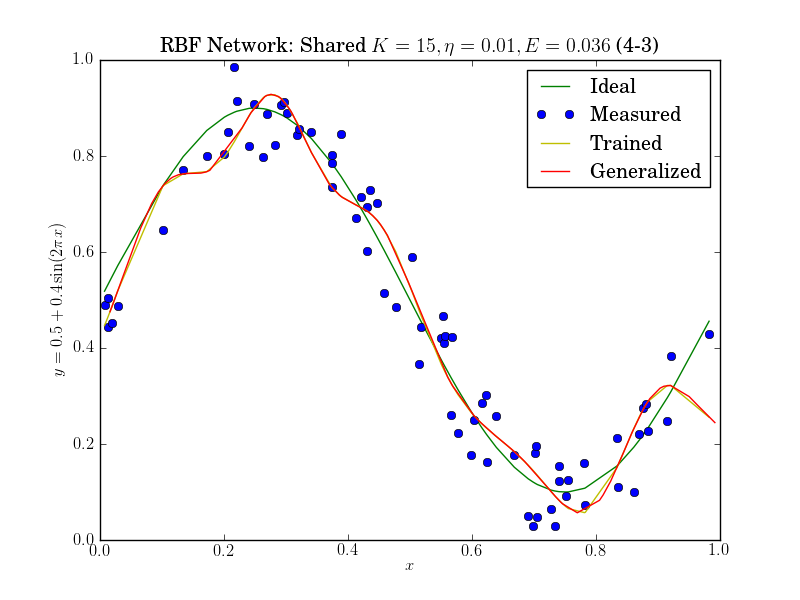 RBF Network: Shared K = 15, η = 0.01, E = 0.036 (4-3)
Ideal
Measured
Trained
Generalized
y = 0.5 + 0.4 sin(2πx)
1.0
0.8
0.6
0.4
0.2
0.0
0.0 0.2 0.4 0.6 0.8 1.0
x